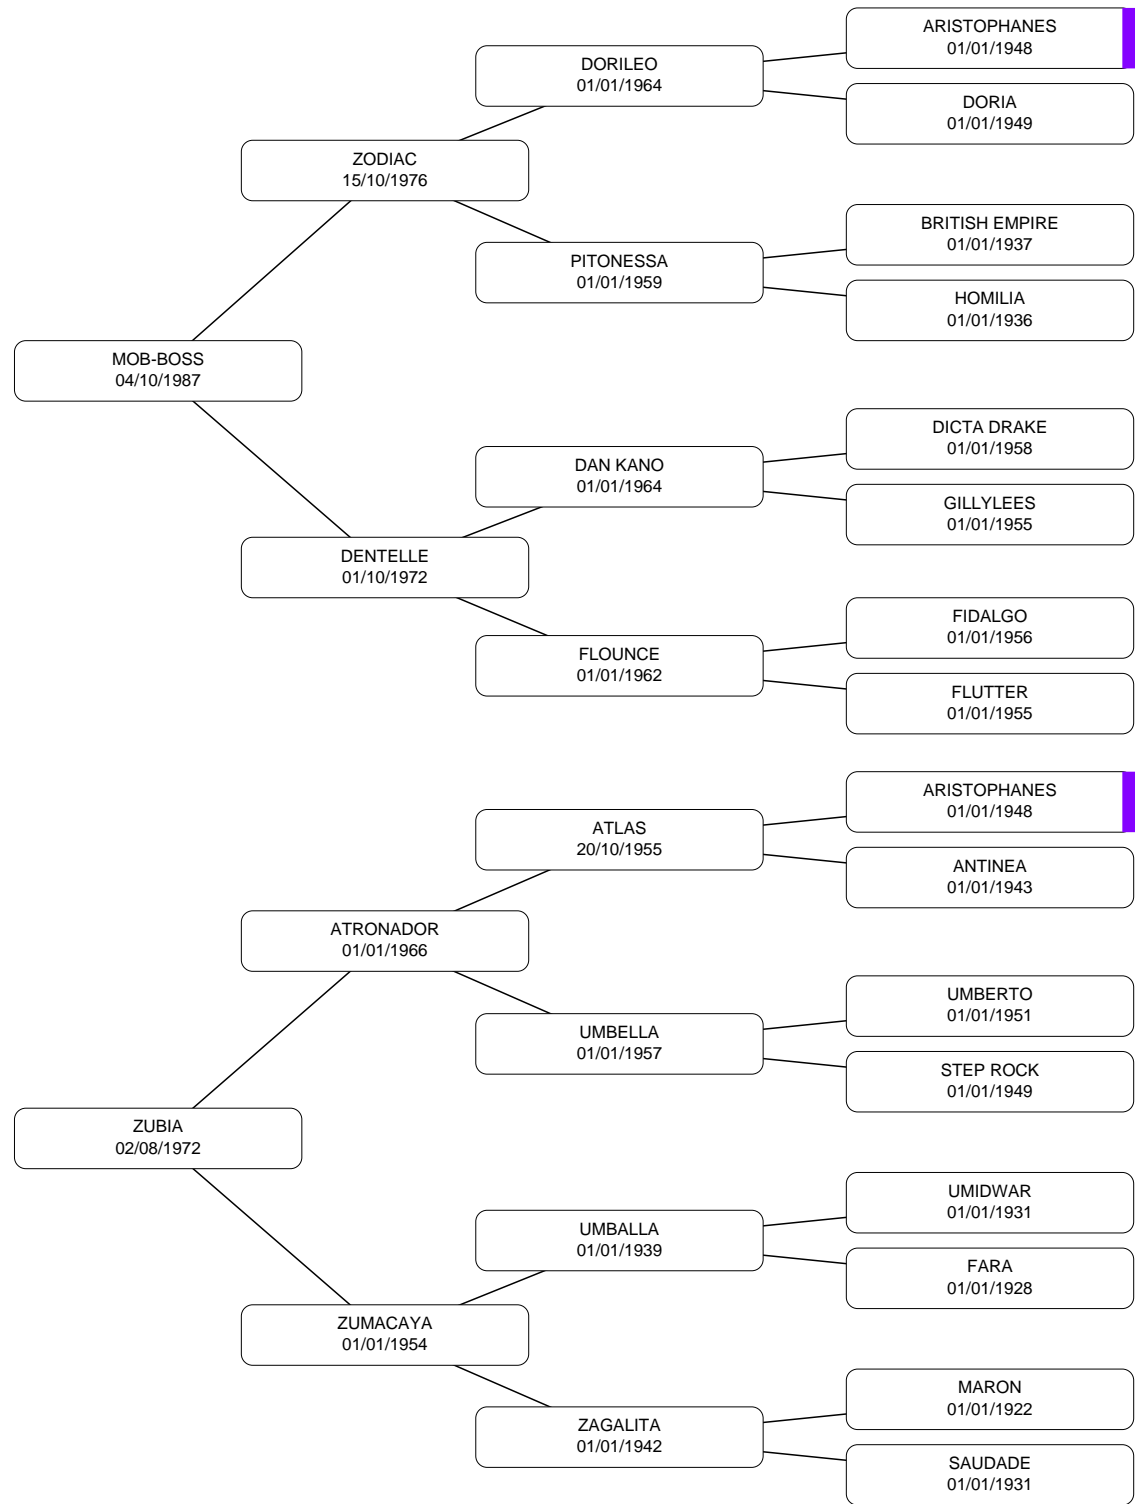 ARISTOPHANES
01/01/1948
DORILEO
01/01/1964
DORIA
01/01/1949
ZODIAC
15/10/1976
BRITISH EMPIRE
01/01/1937
PITONESSA
01/01/1959
HOMILIA
01/01/1936
MOB-BOSS
04/10/1987
DICTA DRAKE
01/01/1958
DAN KANO
01/01/1964
GILLYLEES
01/01/1955
DENTELLE
01/10/1972
FIDALGO
01/01/1956
FLOUNCE
01/01/1962
FLUTTER
01/01/1955
ARISTOPHANES
01/01/1948
ATLAS
20/10/1955
ANTINEA
01/01/1943
ATRONADOR
01/01/1966
UMBERTO
01/01/1951
UMBELLA
01/01/1957
STEP ROCK
01/01/1949
ZUBIA
02/08/1972
UMIDWAR
01/01/1931
UMBALLA
01/01/1939
FARA
01/01/1928
ZUMACAYA
01/01/1954
MARON
01/01/1922
ZAGALITA
01/01/1942
SAUDADE
01/01/1931